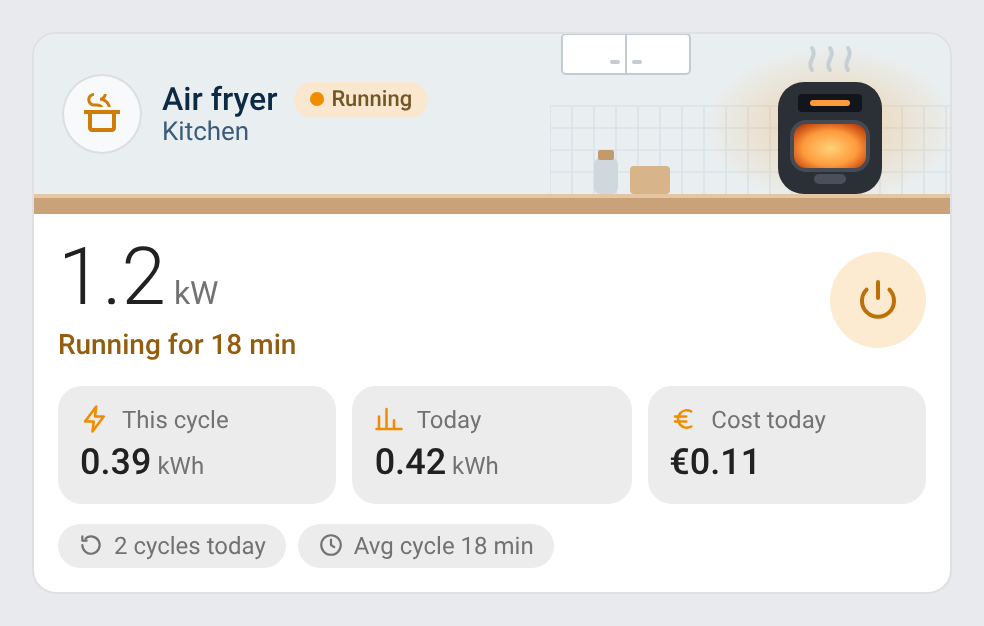 Air fryer
Running
Kitchen
1.2 kW
Running for 18 min
This cycle
0.39 kWh
Today
0.42 kWh
Cost today
€0.11
2 cycles today
Avg cycle 18 min